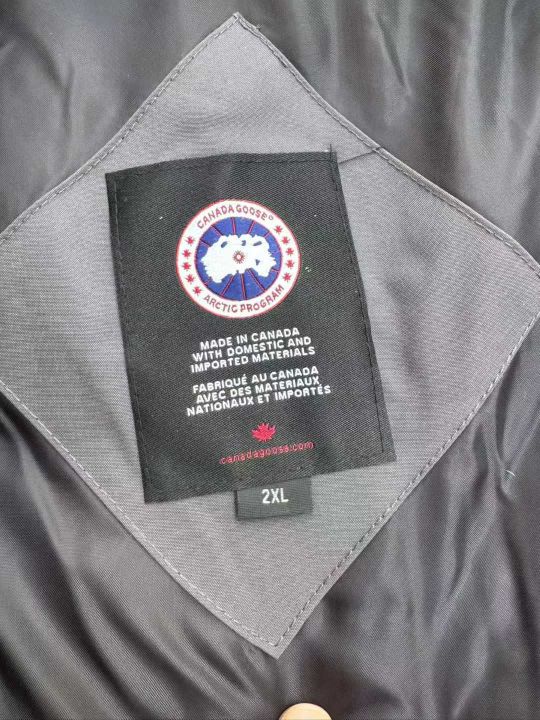 CANADA GOOSE®
ARCTIC PROGRAM
MADE IN CANADA
WITH DOMESTIC AND
IMPORTED MATERIALS
FABRIQUÉ AU CANADA
AVEC DES MATERIAUX
NATIONAUX ET IMPORTÉS
canadagoose.com
2XL